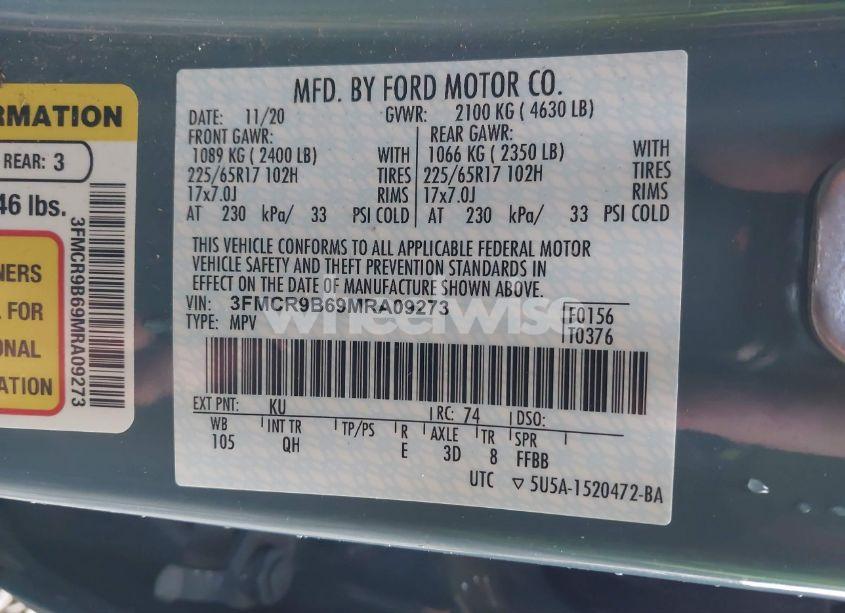 MFD. BY FORD MOTOR CO.
DATE: 11/20 GVWR: 2100 KG ( 4630 LB)
FRONT GAWR: REAR GAWR:
1089 KG ( 2400 LB) WITH 1066 KG ( 2350 LB) WITH
225/65R17 102H TIRES 225/65R17 102H TIRES
17x7.0J RIMS 17x7.0J RIMS
AT 230 kPa/ 33 PSI COLD AT 230 kPa/ 33 PSI COLD
THIS VEHICLE CONFORMS TO ALL APPLICABLE FEDERAL MOTOR
VEHICLE SAFETY AND THEFT PREVENTION STANDARDS IN
EFFECT ON THE DATE OF MANUFACTURE SHOWN ABOVE.
VIN: 3FMCR9B69MRA09273 F0156
TYPE: MPV T0376
EXT PNT: KU RC: 74 DSO:
WB INT TR TP/PS R AXLE TR SPR
105 QH E 3D 8 FFBB
UTC ▽ 5U5A-1520472-BA
wheelwise
ORMATION
REAR: 3
46 lbs.
NERS
L FOR
ONAL
ATION
3FMCR9B69MRA09273